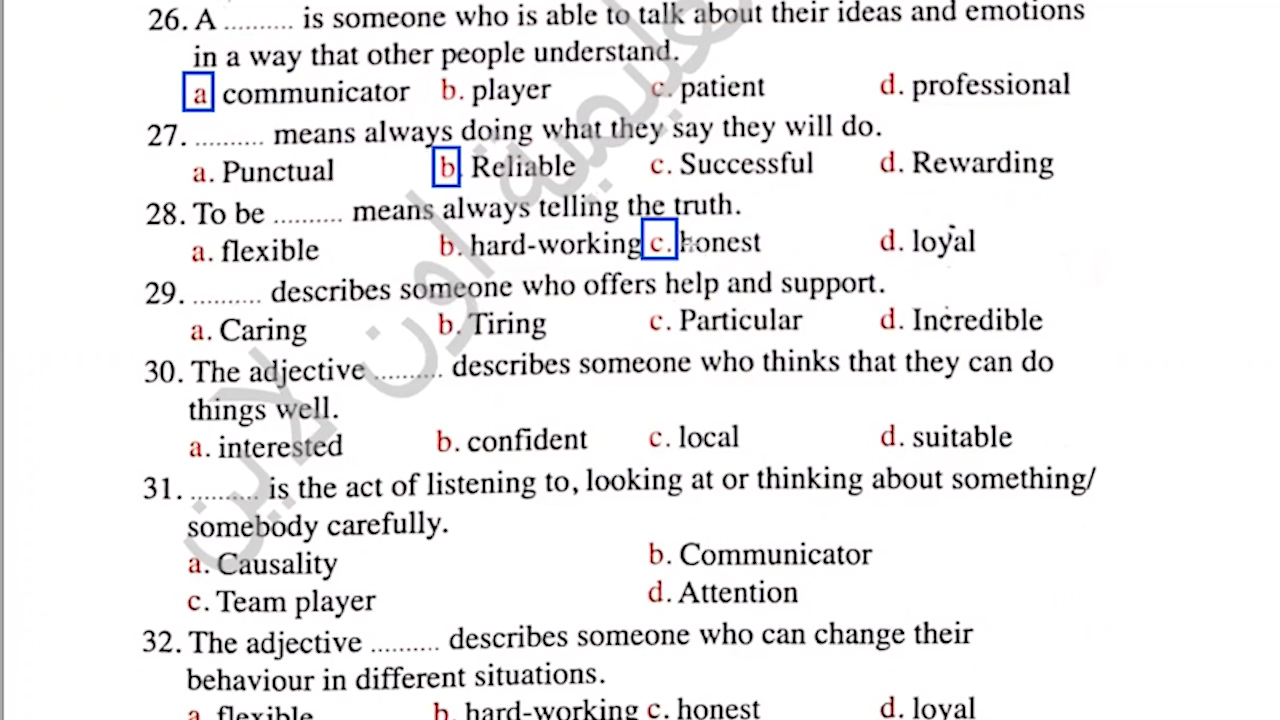 26. A .......... is someone who is able to talk about their ideas and emotions
in a way that other people understand.
a communicator b. player c. patient d. professional
27. .......... means always doing what they say they will do.
a. Punctual b Reliable c. Successful d. Rewarding
28. To be .......... means always telling the truth.
a. flexible b. hard-working c. honest d. loyal
29. .......... describes someone who offers help and support.
a. Caring b. Tiring c. Particular d. Incredible
30. The adjective .......... describes someone who thinks that they can do
things well.
a. interested b. confident c. local d. suitable
31. .......... is the act of listening to, looking at or thinking about something/
somebody carefully.
a. Causality b. Communicator
c. Team player d. Attention
32. The adjective .......... describes someone who can change their
behaviour in different situations.
a. flexible b. hard-working c. honest d. loyal
اون لاين